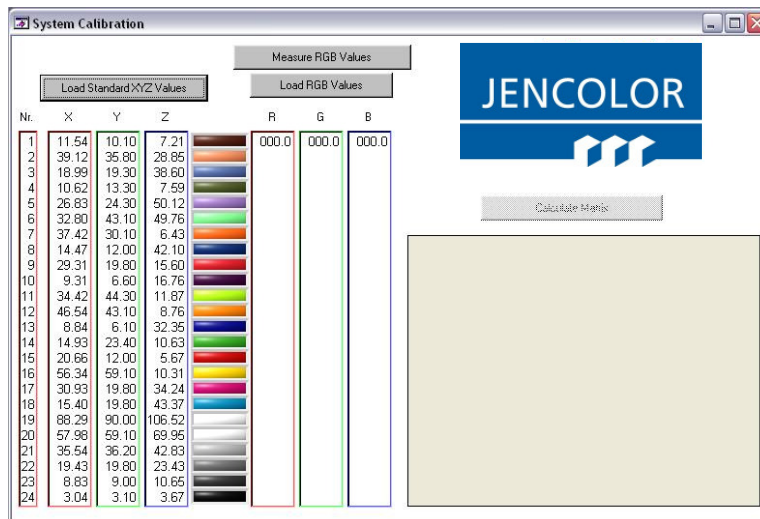 System Calibration
Measure RGB Values
Load Standard XYZ Values
Load RGB Values
JENCOLOR
Nr. X Y Z R G B
1 11.54 10.10 7.21 000.0 000.0 000.0
2 39.12 35.80 28.85
3 18.99 19.30 38.60
4 10.62 13.30 7.59
5 26.83 24.30 50.12
6 32.80 43.10 49.76
7 37.42 30.10 6.43
8 14.47 12.00 42.10
9 29.31 19.80 15.60
10 9.31 6.60 16.76
11 34.42 44.30 11.87
12 46.54 43.10 8.76
13 8.84 6.10 32.35
14 14.93 23.40 10.63
15 20.66 12.00 5.67
16 56.34 59.10 10.31
17 30.93 19.80 34.24
18 15.40 19.80 43.37
19 88.29 90.00 106.52
20 57.98 59.10 69.95
21 35.54 36.20 42.83
22 19.43 19.80 23.43
23 8.83 9.00 10.65
24 3.04 3.10 3.67
Calculate Matrix